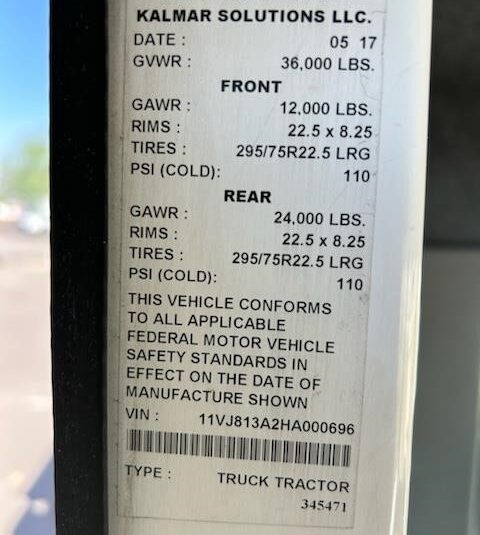 KALMAR SOLUTIONS LLC.
DATE : 05 17
GVWR : 36,000 LBS.
FRONT
GAWR : 12,000 LBS.
RIMS : 22.5 x 8.25
TIRES : 295/75R22.5 LRG
PSI (COLD): 110
REAR
GAWR : 24,000 LBS.
RIMS : 22.5 x 8.25
TIRES : 295/75R22.5 LRG
PSI (COLD): 110
THIS VEHICLE CONFORMS
TO ALL APPLICABLE
FEDERAL MOTOR VEHICLE
SAFETY STANDARDS IN
EFFECT ON THE DATE OF
MANUFACTURE SHOWN
VIN : 11VJ813A2HA000696
TYPE : TRUCK TRACTOR
345471